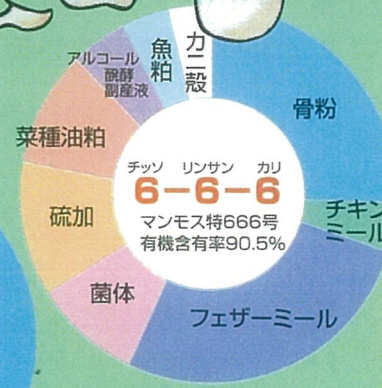 カニ殻
魚粕
アルコール
醗酵
副産液
菜種油粕
硫加
菌体
フェザーミール
チキン
ミール
骨粉
チッソ リンサン カリ
6-6-6
マンモス特666号
有機含有率90.5%